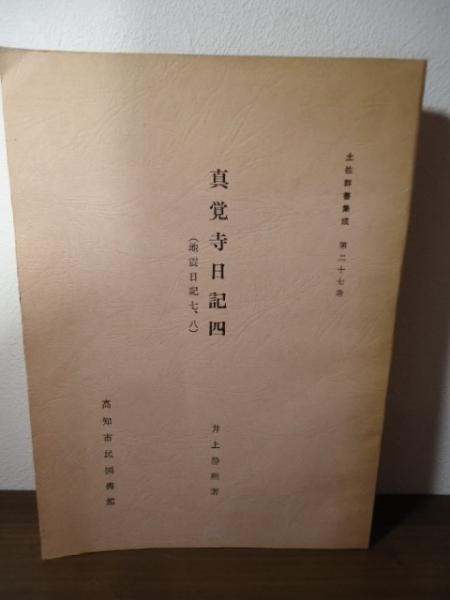 土佐群書集成 第二十七巻
真覚寺日記四
（地震日記七、八）
井上静照著
高知市民図書館